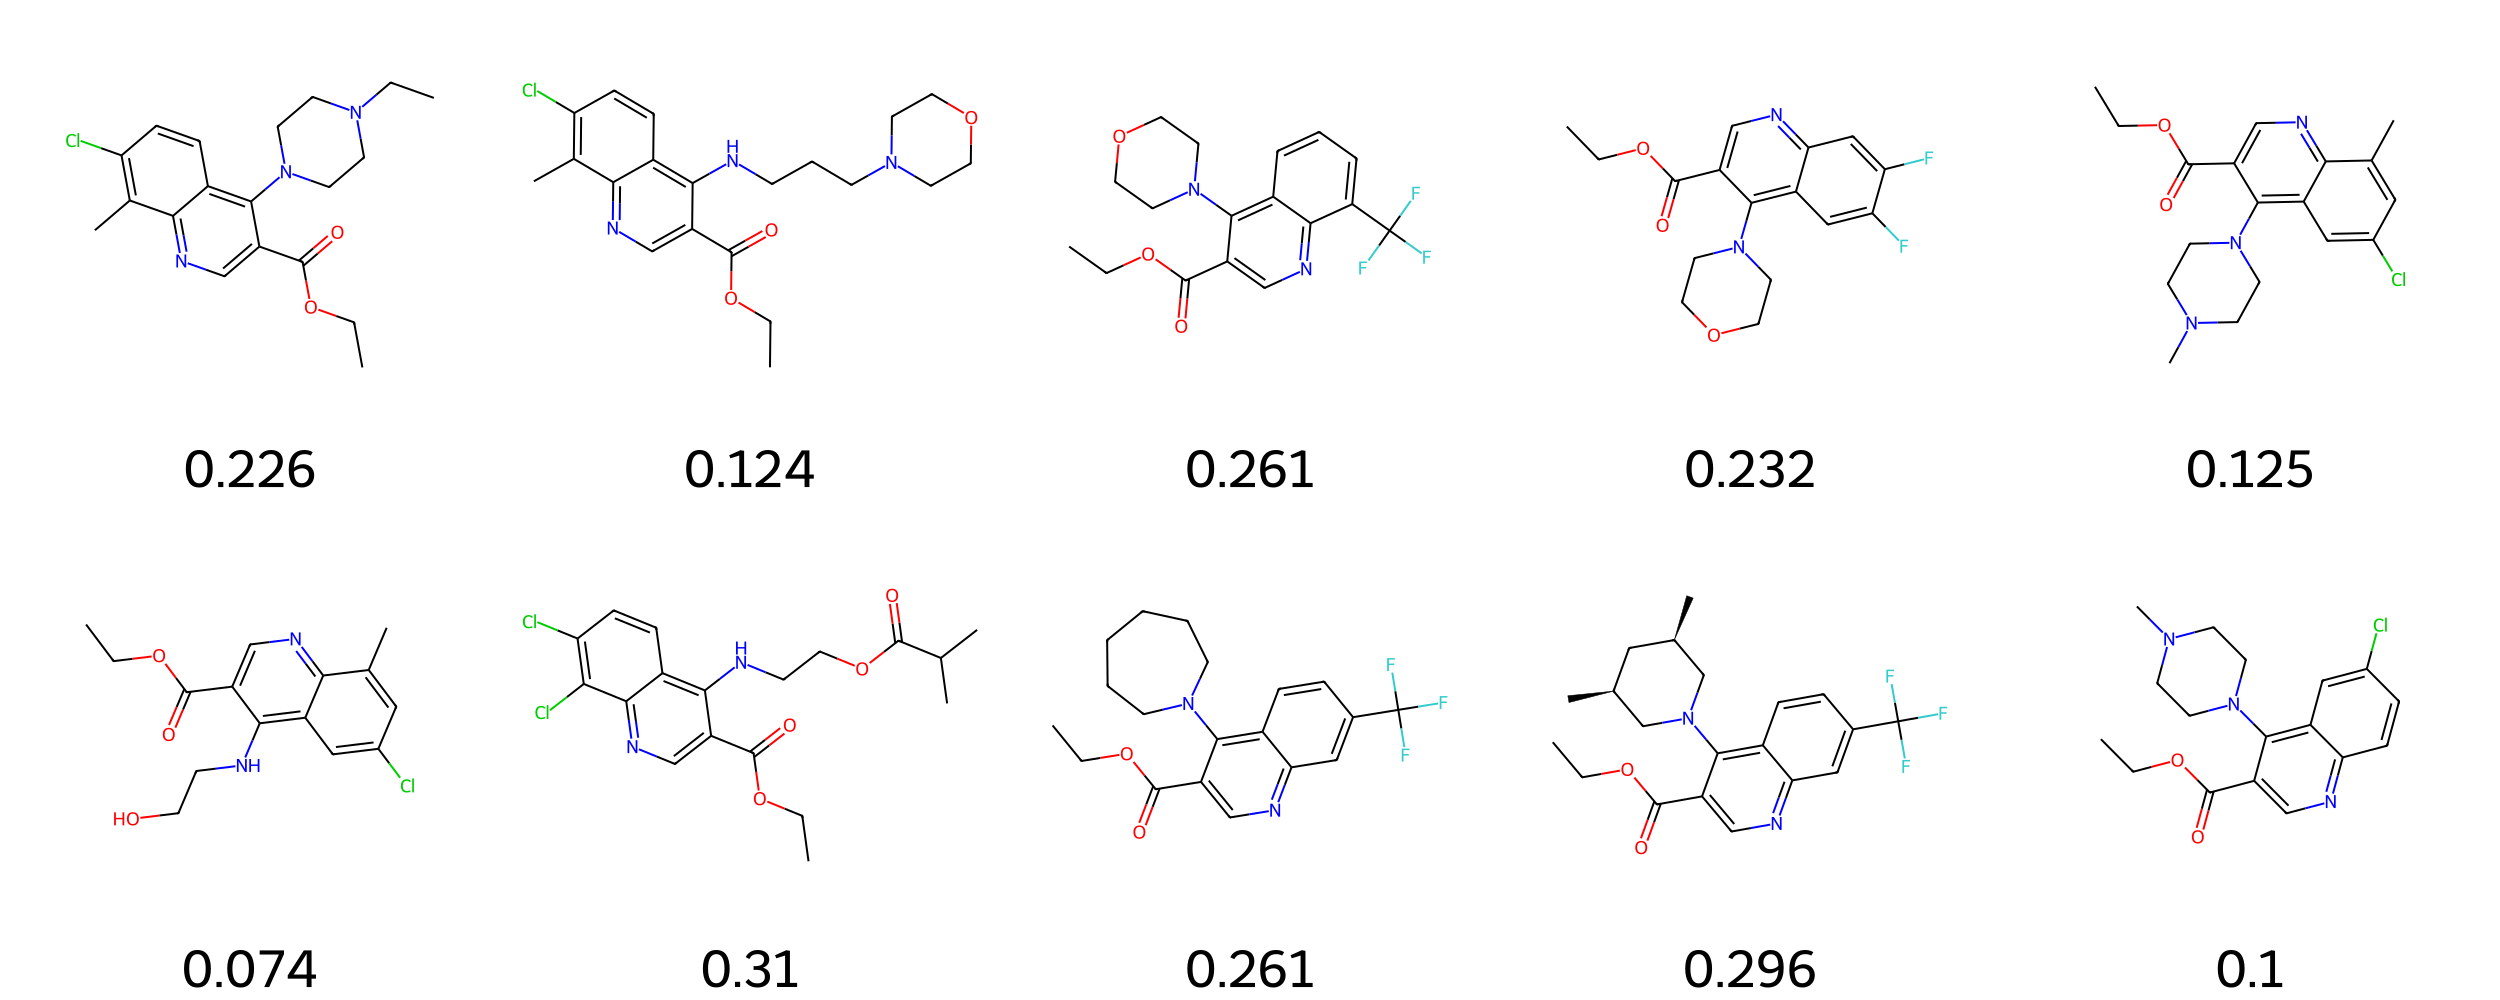 Cl N N N O O
Cl H N N O N O O
O N O O N F F F
O O N F F N O
O O N N N Cl
0.226 0.124 0.261 0.232 0.125
O O N NH HO Cl
Cl Cl N H N O O O O
N O O N F F F
N O O N F F F
N N O O N Cl
0.074 0.31 0.261 0.296 0.1